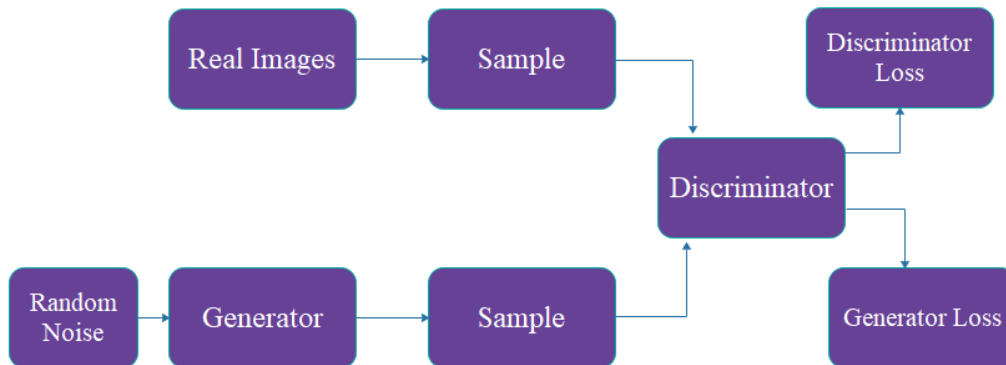 Real Images
Sample
Discriminator
Loss
Discriminator
Random
Noise
Generator
Sample
Generator Loss